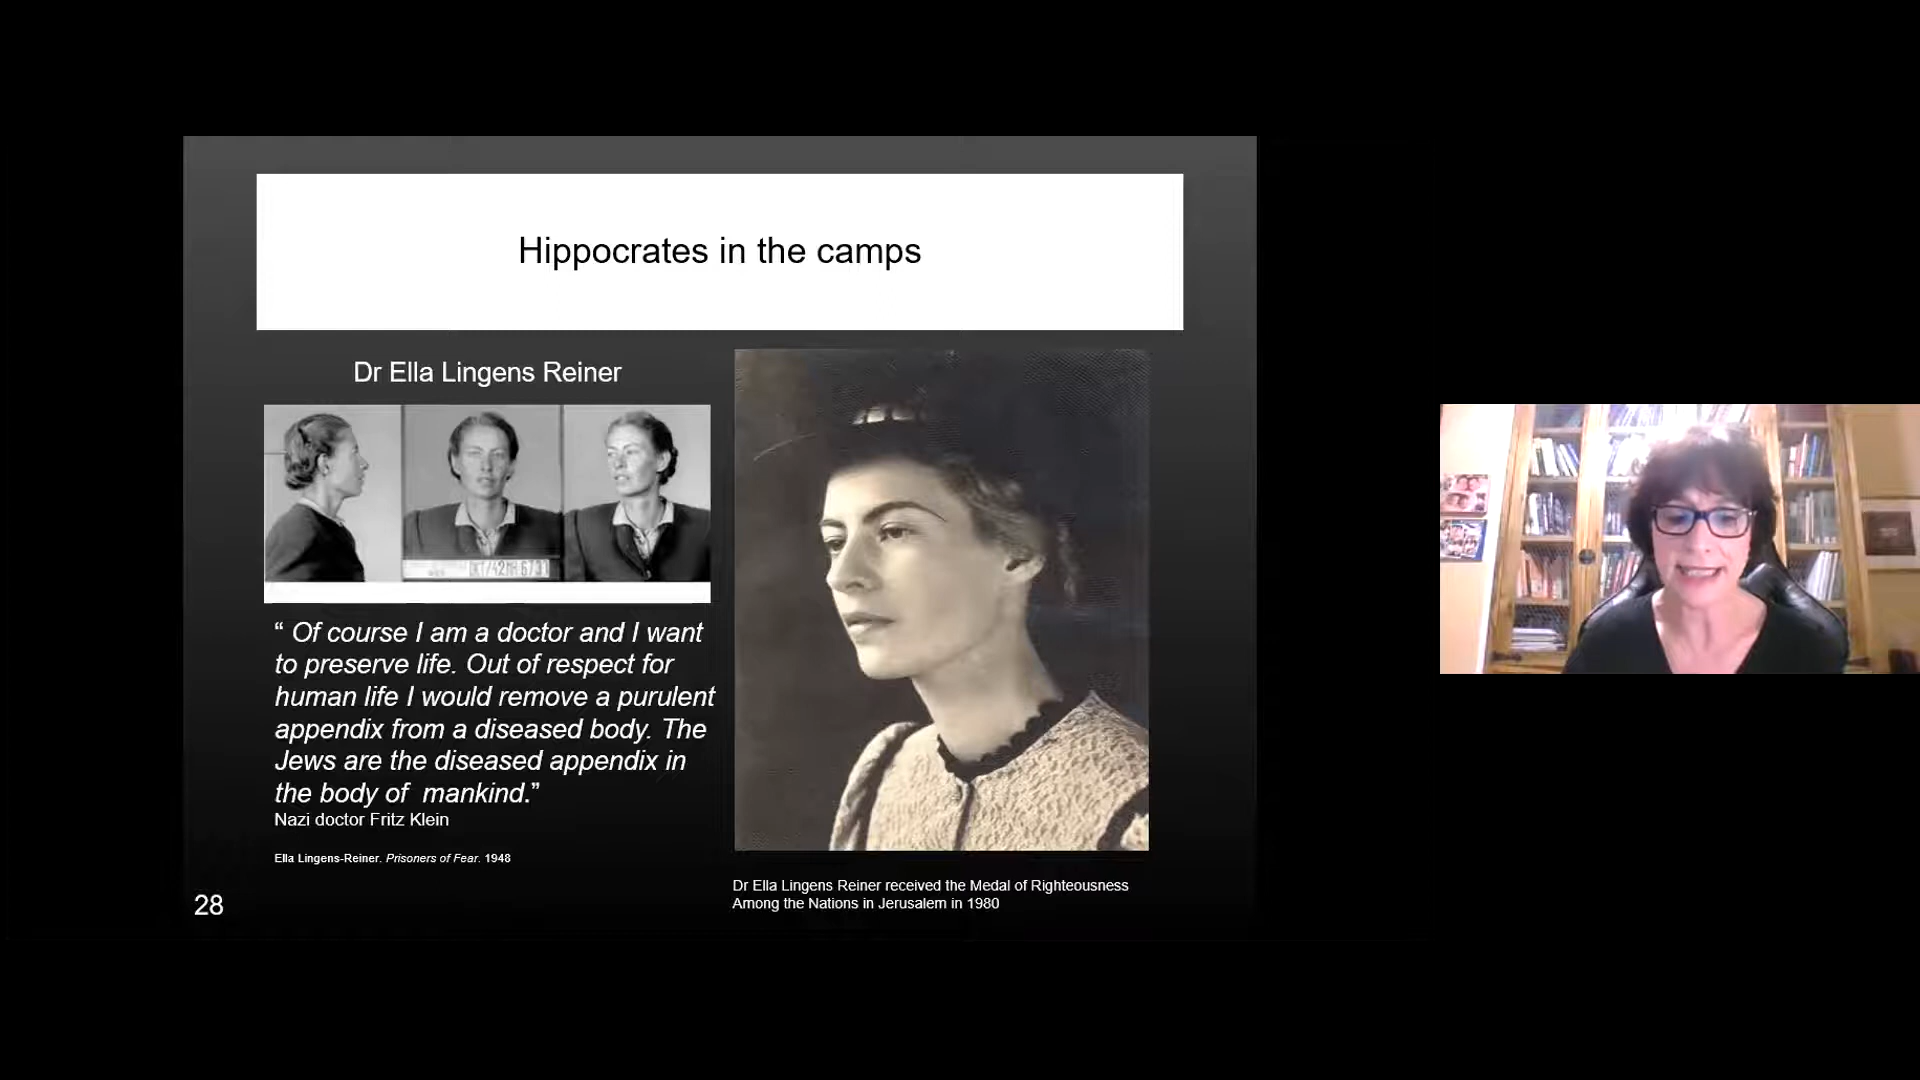 Hippocrates in the camps
Dr Ella Lingens Reiner
“ Of course I am a doctor and I want
to preserve life. Out of respect for
human life I would remove a purulent
appendix from a diseased body. The
Jews are the diseased appendix in
the body of mankind.”
Nazi doctor Fritz Klein
Ella Lingens-Reiner. Prisoners of Fear. 1948
Dr Ella Lingens Reiner received the Medal of Righteousness
Among the Nations in Jerusalem in 1980
28